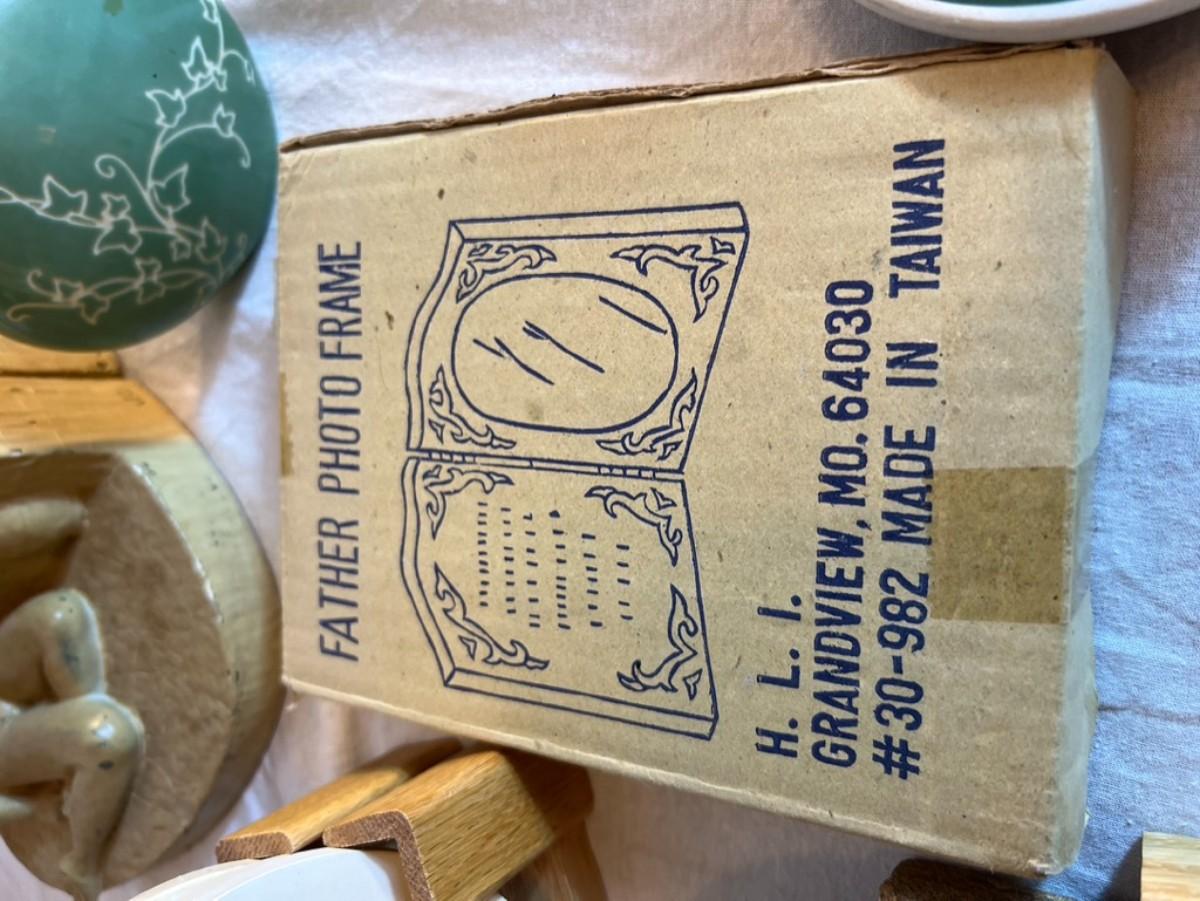 FATHER PHOTO FRAME
H. L. I.
GRANDVIEW, MO. 64030
#30-982 MADE IN TAIWAN